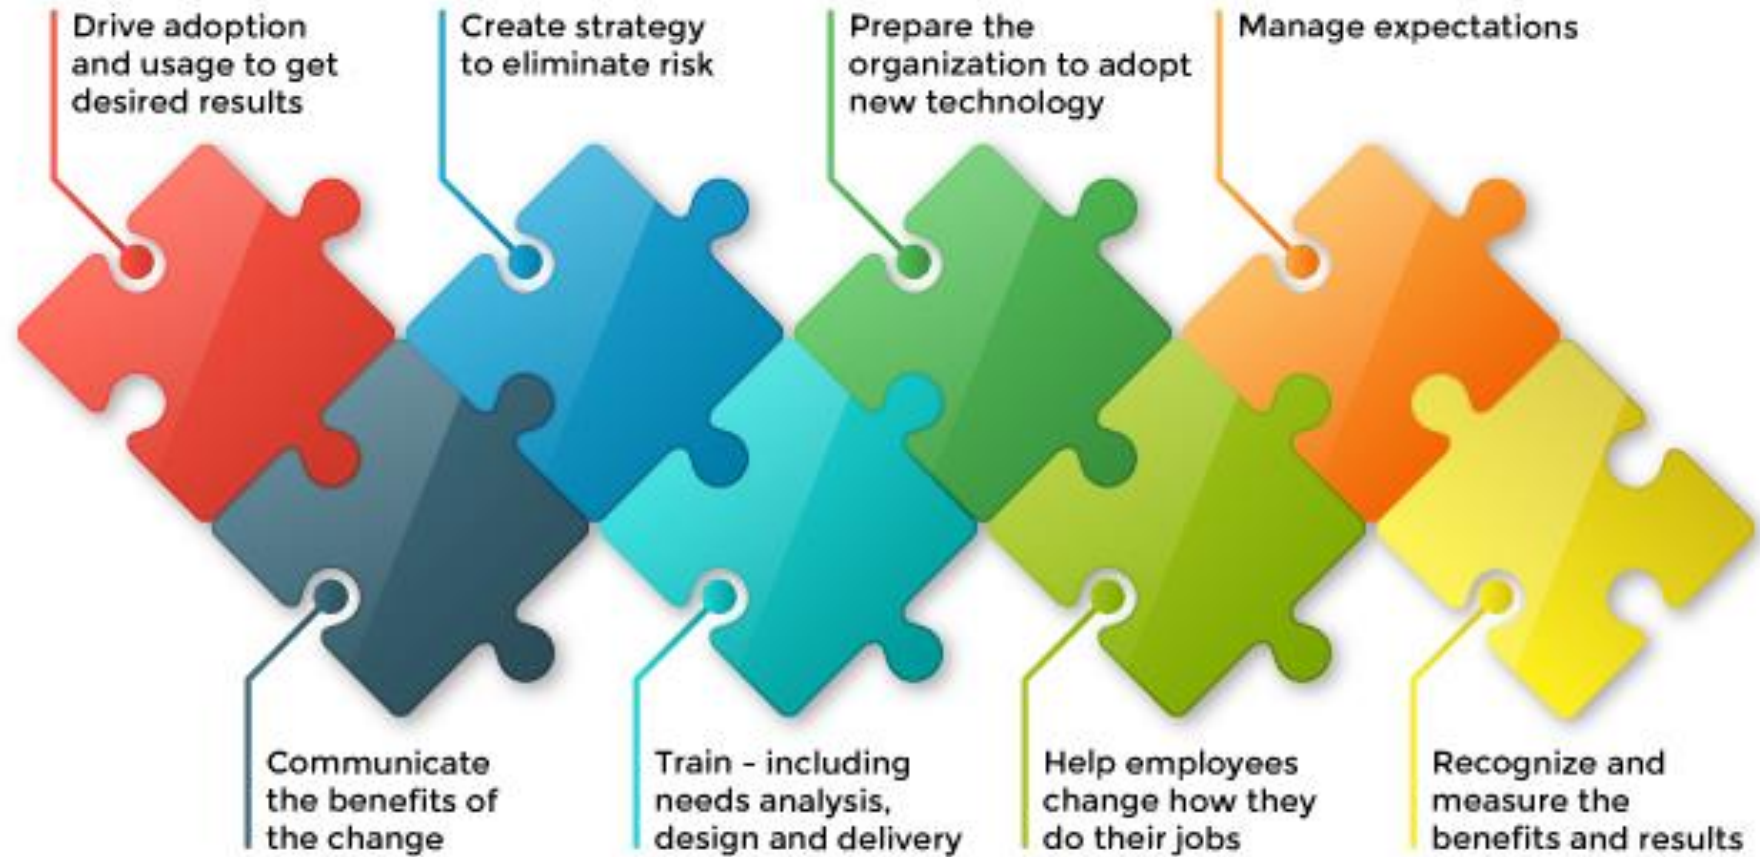 Drive adoption
and usage to get
desired results
Create strategy
to eliminate risk
Prepare the
organization to adopt
new technology
Manage expectations
Communicate
the benefits of
the change
Train - including
needs analysis,
design and delivery
Help employees
change how they
do their jobs
Recognize and
measure the
benefits and results